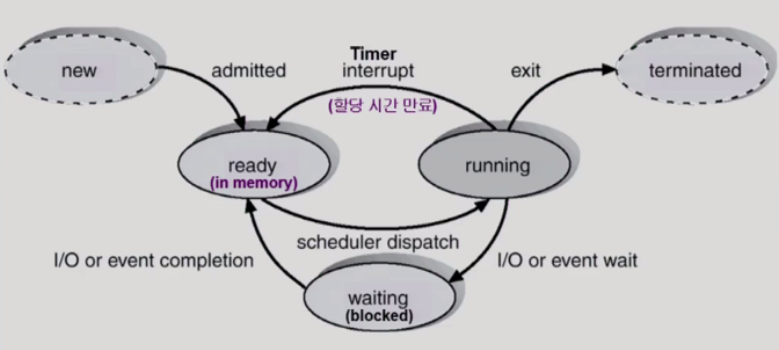 new
admitted
Timer
interrupt
(할당 시간 만료)
exit
terminated
ready
(in memory)
running
scheduler dispatch
I/O or event completion
I/O or event wait
waiting
(blocked)